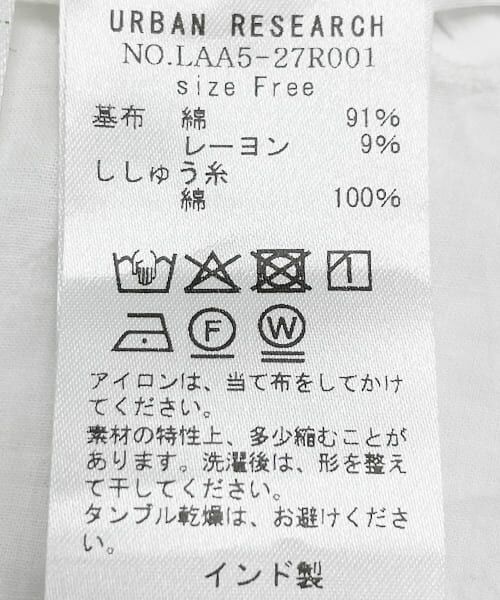 URBAN RESEARCH
NO.LAA5-27R001
size Free
基布 綿 91%
レーヨン 9%
ししゅう糸
綿 100%
F W
アイロンは、当て布をしてかけ
てください。
素材の特性上、多少縮むことが
あります。洗濯後は、形を整え
て干してください。
タンブル乾燥は、お避けくださ
い。
インド製